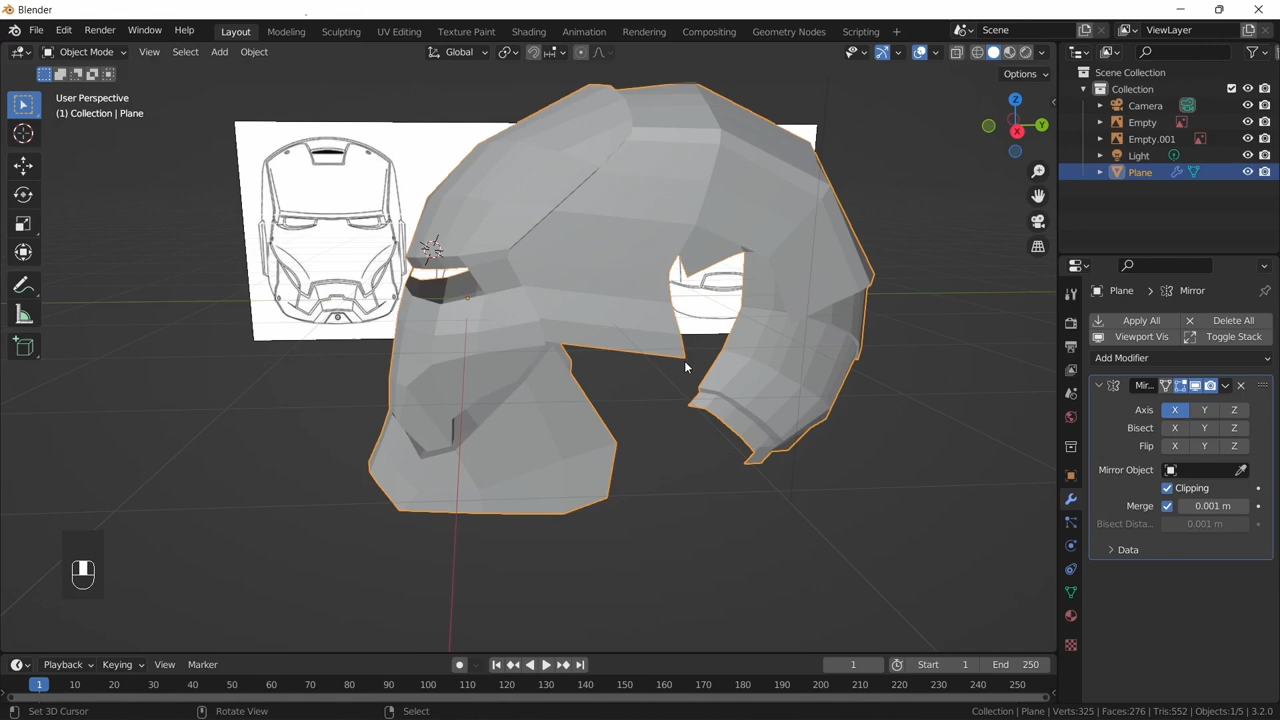 Blender
File Edit Render Window Help Layout Modeling Sculpting UV Editing Texture Paint Shading Animation Rendering Compositing Geometry Nodes Scripting + Scene ViewLayer
Object Mode View Select Add Object Global
Options
User Perspective
(1) Collection | Plane
Z
Y
X
Scene Collection
Collection
Camera
Empty
Empty.001
Light
Plane
Plane > Mirror
Apply All Delete All
Viewport Vis Toggle Stack
Add Modifier
Mir...
Axis X Y Z
Bisect X Y Z
Flip X Y Z
Mirror Object
Clipping
Merge 0.001 m
Bisect Dista... 0.001 m
Data
Playback Keying View Marker 1 Start 1 End 250
1 10 20 30 40 50 60 70 80 90 100 110 120 130 140 150 160 170 180 190 200 210 220 230 240 250
Set 3D Cursor Rotate View Select Collection | Plane | Verts:325 | Faces:276 | Tris:552 | Objects:1/5 | 3.2.0